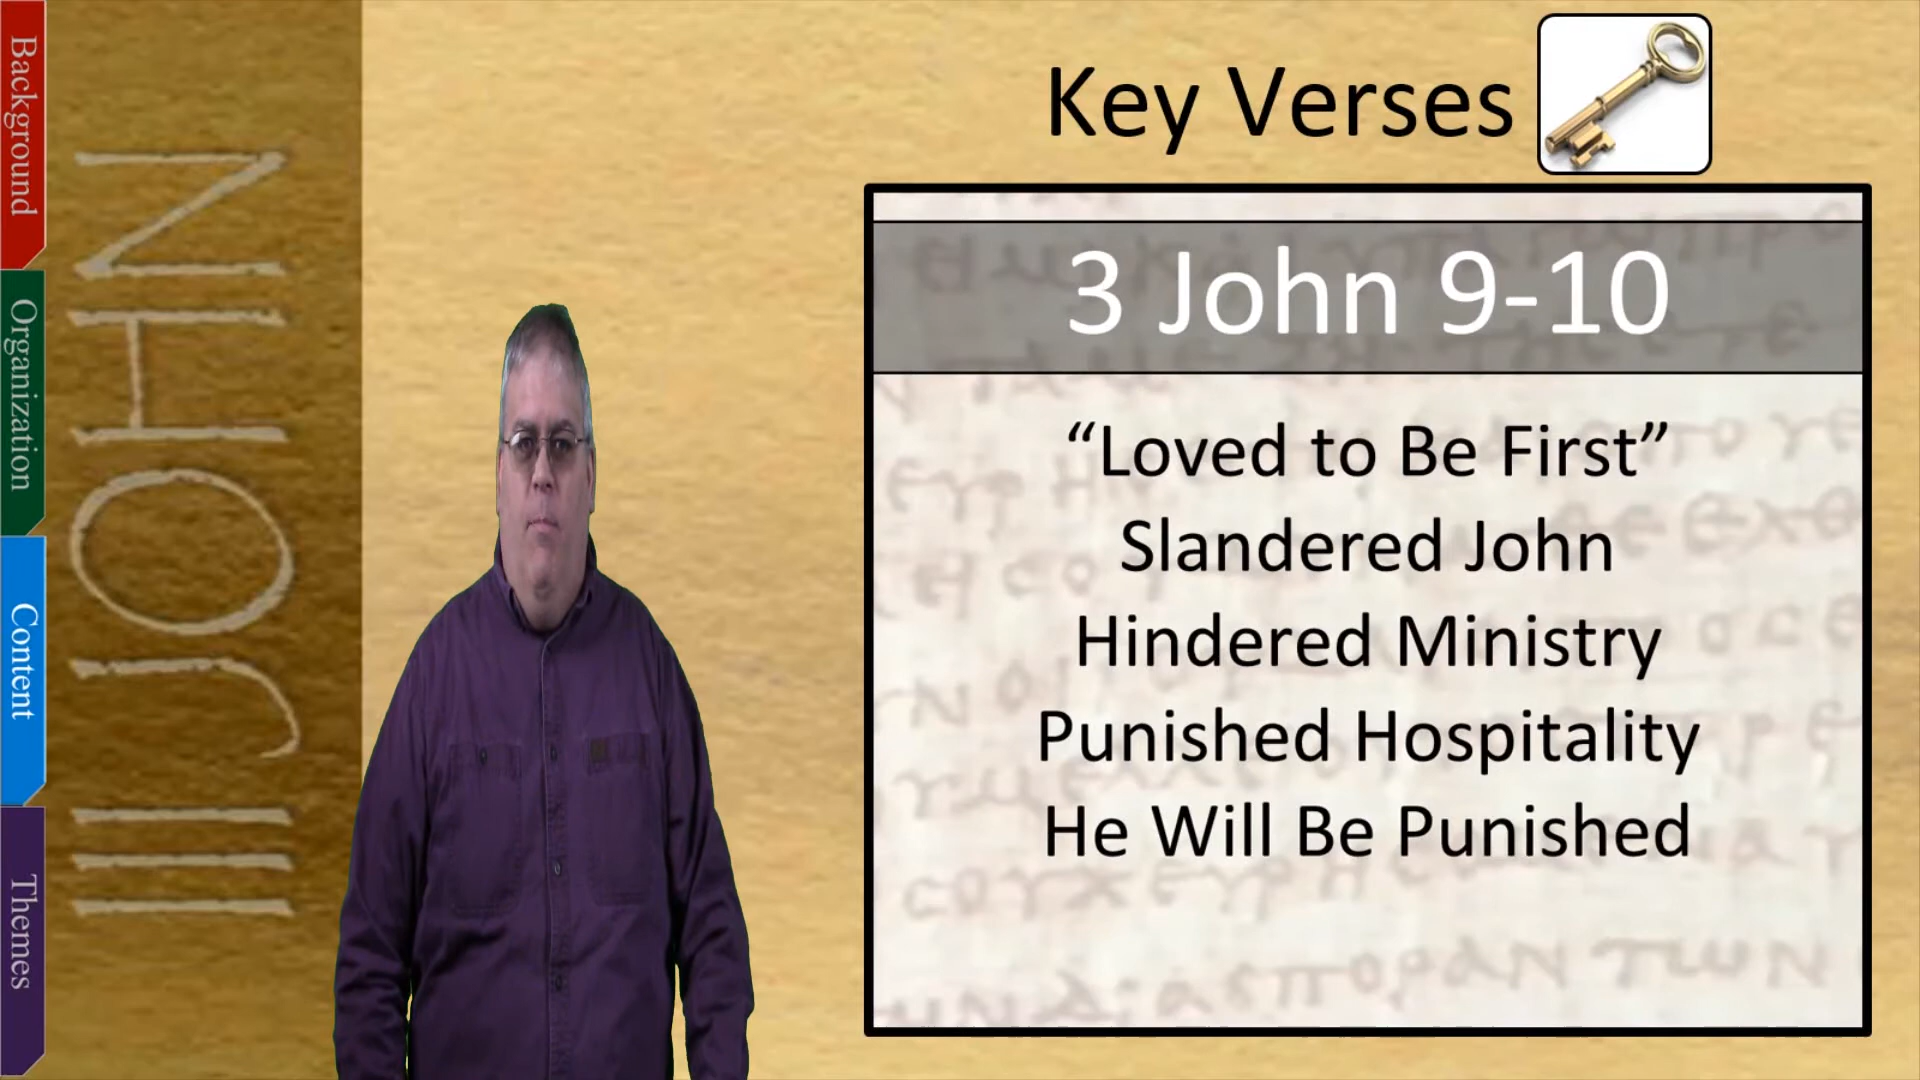 Background
Organization
Content
Themes
III JOHN
Key Verses
3 John 9-10
“Loved to Be First”
Slandered John
Hindered Ministry
Punished Hospitality
He Will Be Punished